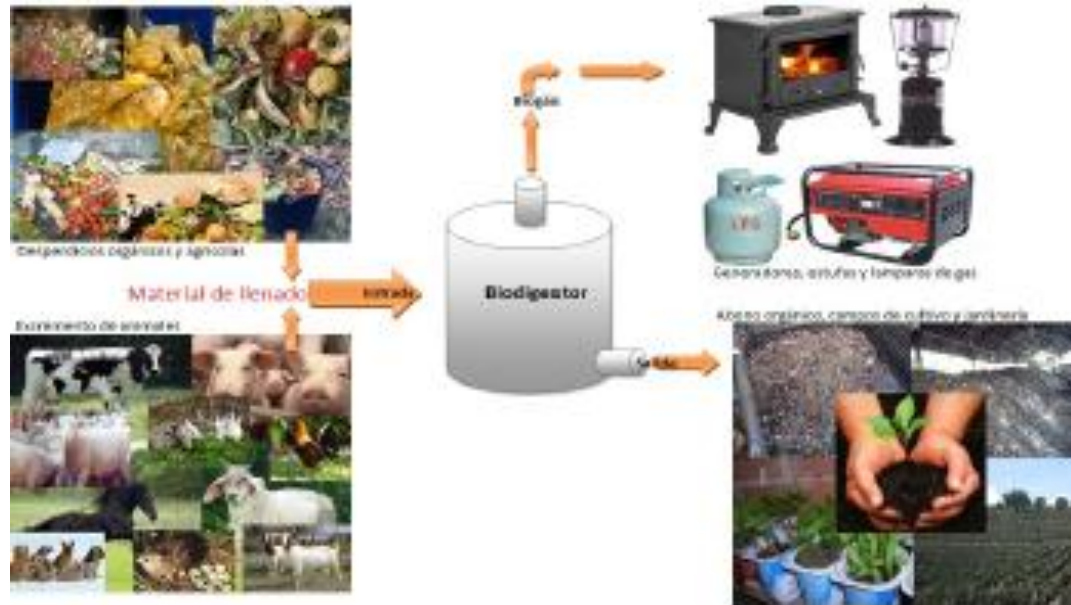 Biogás
Desperdicios orgánicos y agrícolas
Generadores, estufas y lamparas de gas
Material de llenado
Entrada
Biodigestor
Excremento de animales
Abono orgánico, campos de cultivo y jardinería
LPG